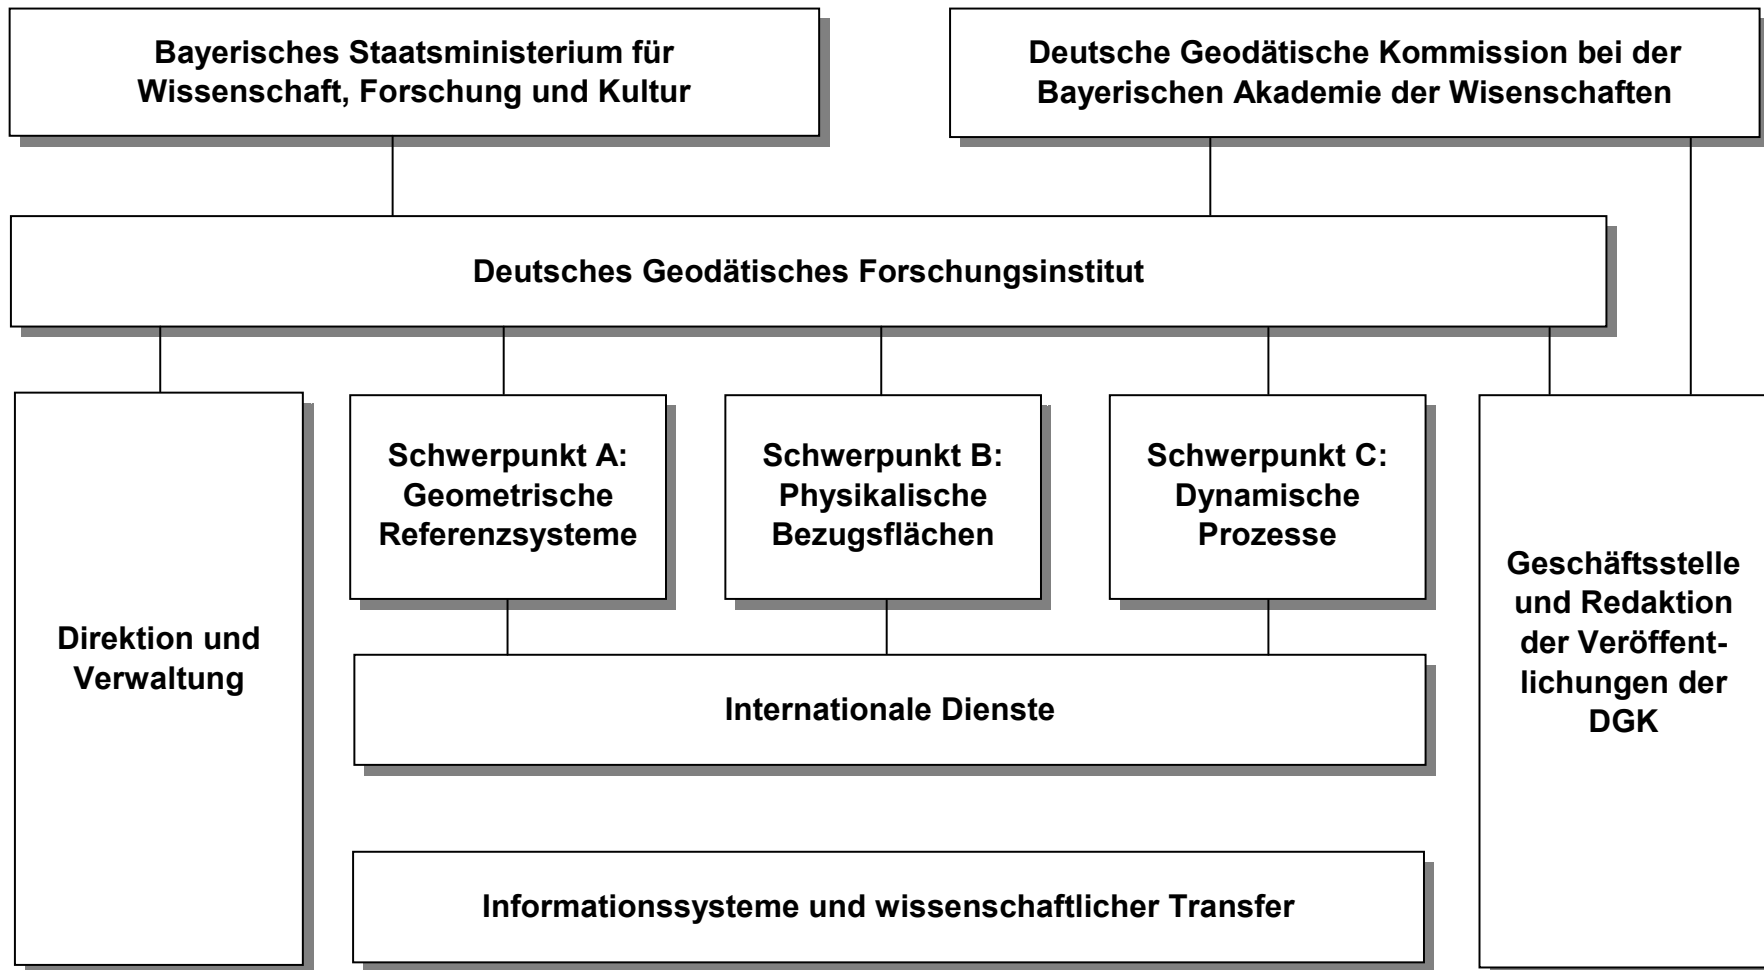 Bayerisches Staatsministerium für
Wissenschaft, Forschung und Kultur
Deutsche Geodätische Kommission bei der
Bayerischen Akademie der Wisenschaften
Deutsches Geodätisches Forschungsinstitut
Direktion und
Verwaltung
Schwerpunkt A:
Geometrische
Referenzsysteme
Schwerpunkt B:
Physikalische
Bezugsflächen
Schwerpunkt C:
Dynamische
Prozesse
Geschäftsstelle
und Redaktion
der Veröffent-
lichungen der
DGK
Internationale Dienste
Informationssysteme und wissenschaftlicher Transfer